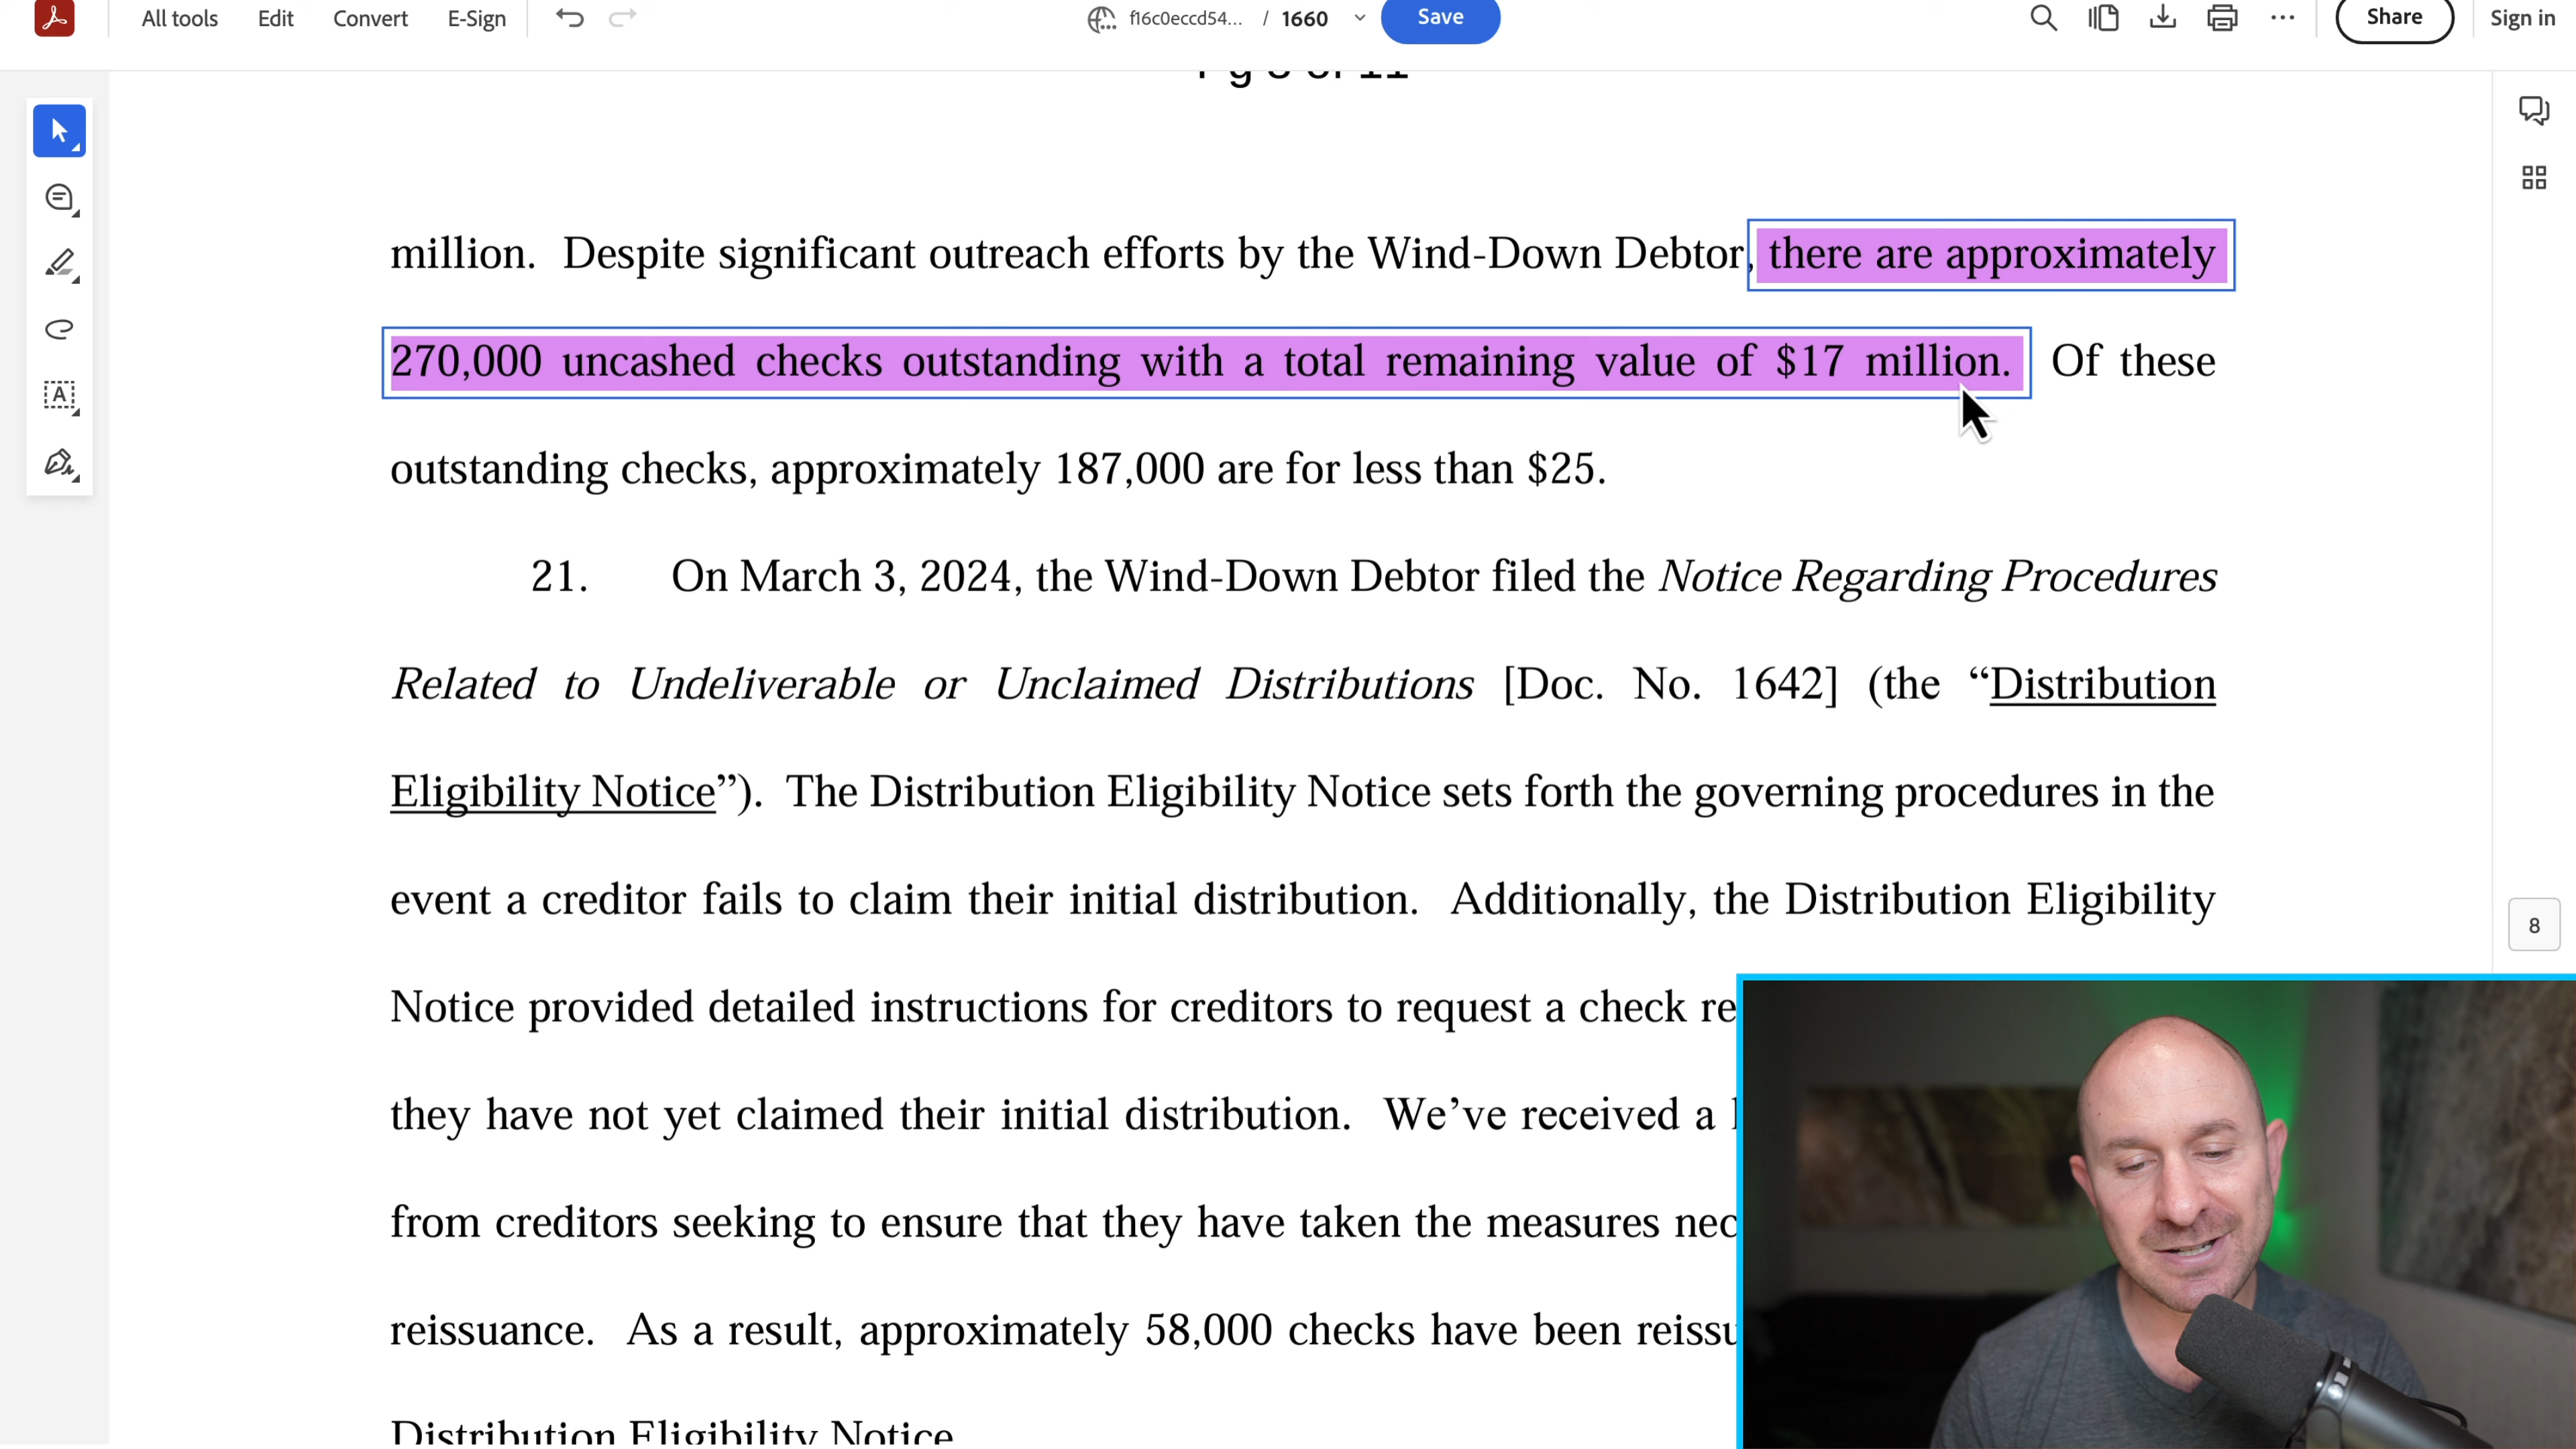 All tools Edit Convert E-Sign f16c0eccd54... / 1660 Save Share Sign in
million. Despite significant outreach efforts by the Wind-Down Debtor, there are approximately
270,000 uncashed checks outstanding with a total remaining value of $17 million. Of these
outstanding checks, approximately 187,000 are for less than $25.
21. On March 3, 2024, the Wind-Down Debtor filed the Notice Regarding Procedures
Related to Undeliverable or Unclaimed Distributions [Doc. No. 1642] (the “Distribution
Eligibility Notice”). The Distribution Eligibility Notice sets forth the governing procedures in the
event a creditor fails to claim their initial distribution. Additionally, the Distribution Eligibility
8
Notice provided detailed instructions for creditors to request a check re
they have not yet claimed their initial distribution. We’ve received a
from creditors seeking to ensure that they have taken the measures nec
reissuance. As a result, approximately 58,000 checks have been reissu
Distribution Eligibility Notice